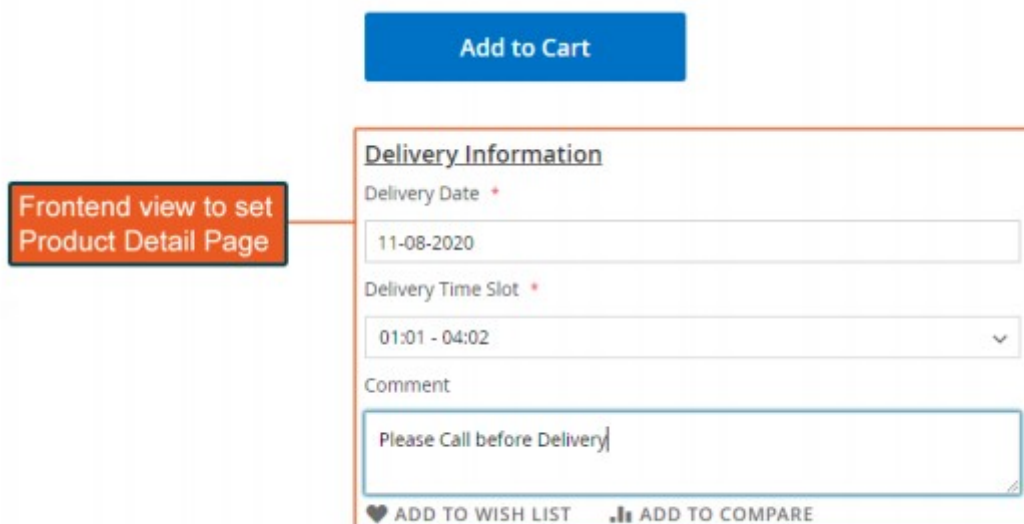 Add to Cart
Delivery Information
Delivery Date *
Frontend view to set
Product Detail Page
11-08-2020
Delivery Time Slot *
01:01 - 04:02
Comment
Please Call before Delivery
ADD TO WISH LIST
ADD TO COMPARE